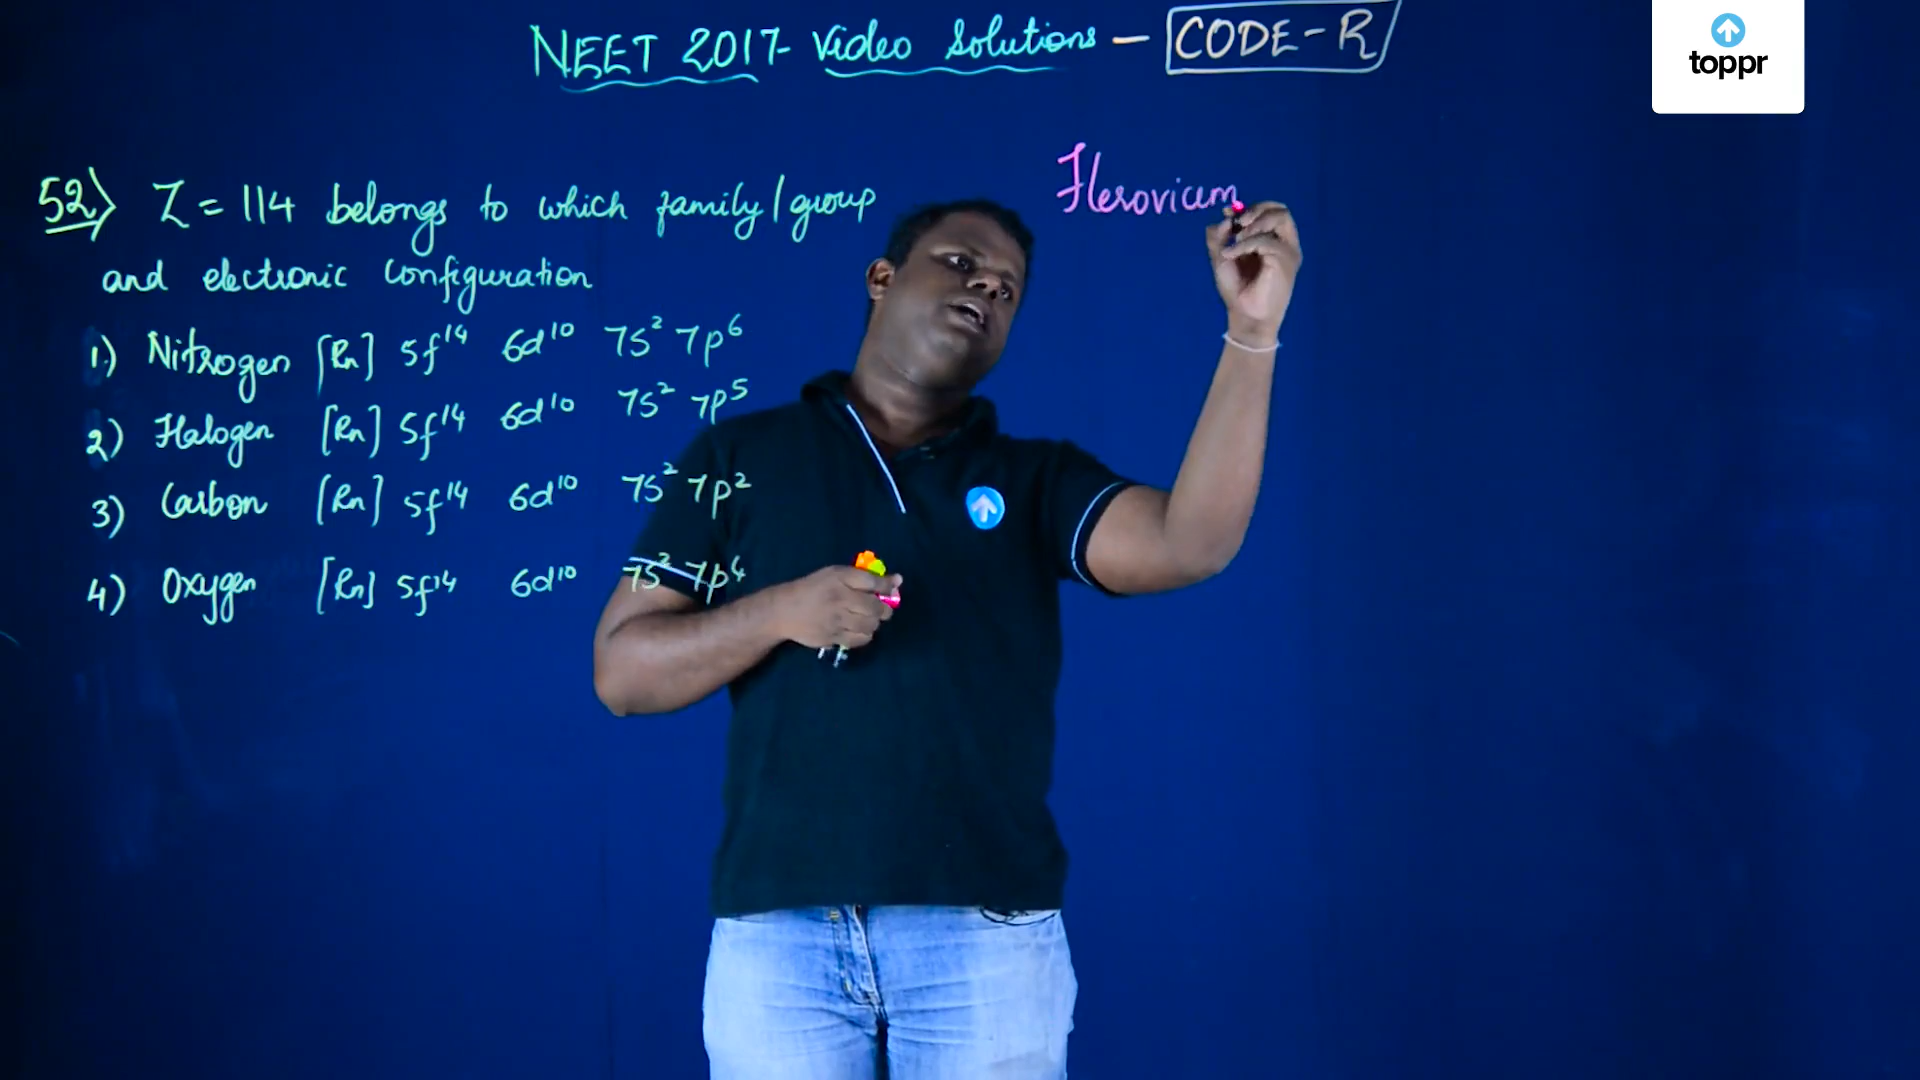 NEET 2017- Video Solutions - CODE-R
toppr
52) Z = 114 belongs to which family/group
and electronic configuration
1) Nitrogen [Rn] 5f¹⁴ 6d¹⁰ 7s² 7p⁶
2) Halogen [Rn] 5f¹⁴ 6d¹⁰ 7s² 7p⁵
3) Carbon [Rn] 5f¹⁴ 6d¹⁰ 7s² 7p²
4) Oxygen [Rn] 5f¹⁴ 6d¹⁰ 7s² 7p⁴
Flerovium